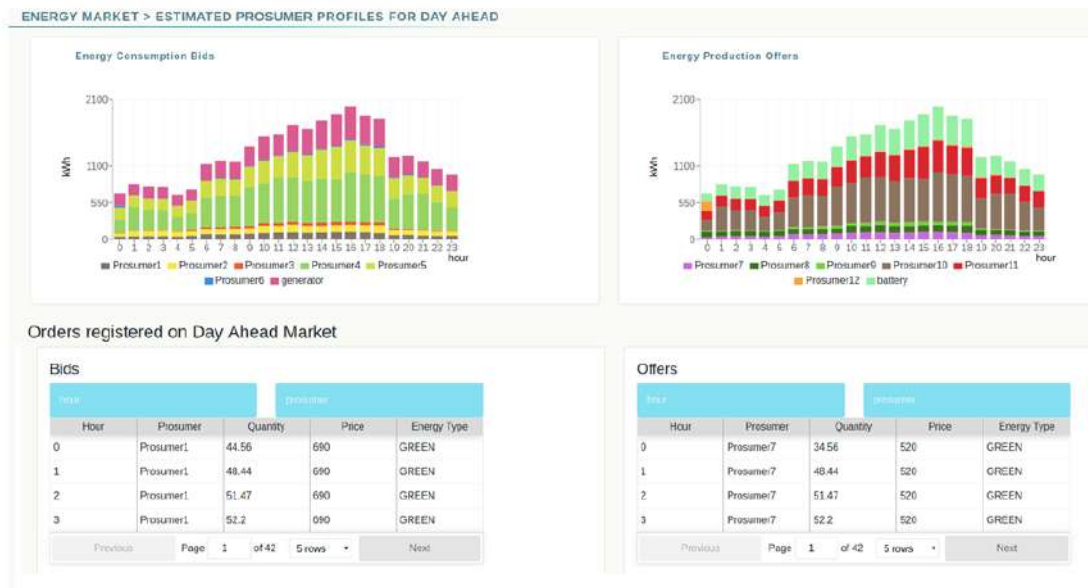 ENERGY MARKET > ESTIMATED PROSUMER PROFILES FOR DAY AHEAD
Energy Consumption Bids
2100
1100
550
0
kWh
0 1 2 3 4 5 6 7 8 9 10 11 12 13 14 15 16 17 18 19 20 21 22 23
hour
Prosumer1 Prosumer2 Prosumer3 Prosumer4 Prosumer5
Prosumer6 generator
Energy Production Offers
2100
1100
550
0
kWh
0 1 2 3 4 5 6 7 8 9 10 11 12 13 14 15 16 17 18 19 20 21 22 23
hour
Prosumer7 Prosumer8 Prosumer9 Prosumer10 Prosumer11
Prosumer12 battery
Orders registered on Day Ahead Market
Bids
hour prosumer
Hour Prosumer Quantity Price Energy Type
0 Prosumer1 44.56 690 GREEN
1 Prosumer1 48.44 690 GREEN
2 Prosumer1 51.47 690 GREEN
3 Prosumer1 52.2 690 GREEN
Previous Page 1 of 42 5 rows Next
Offers
hour prosumer
Hour Prosumer Quantity Price Energy Type
0 Prosumer7 34.56 520 GREEN
1 Prosumer7 48.44 520 GREEN
2 Prosumer7 51.47 520 GREEN
3 Prosumer7 52.2 520 GREEN
Previous Page 1 of 42 5 rows Next